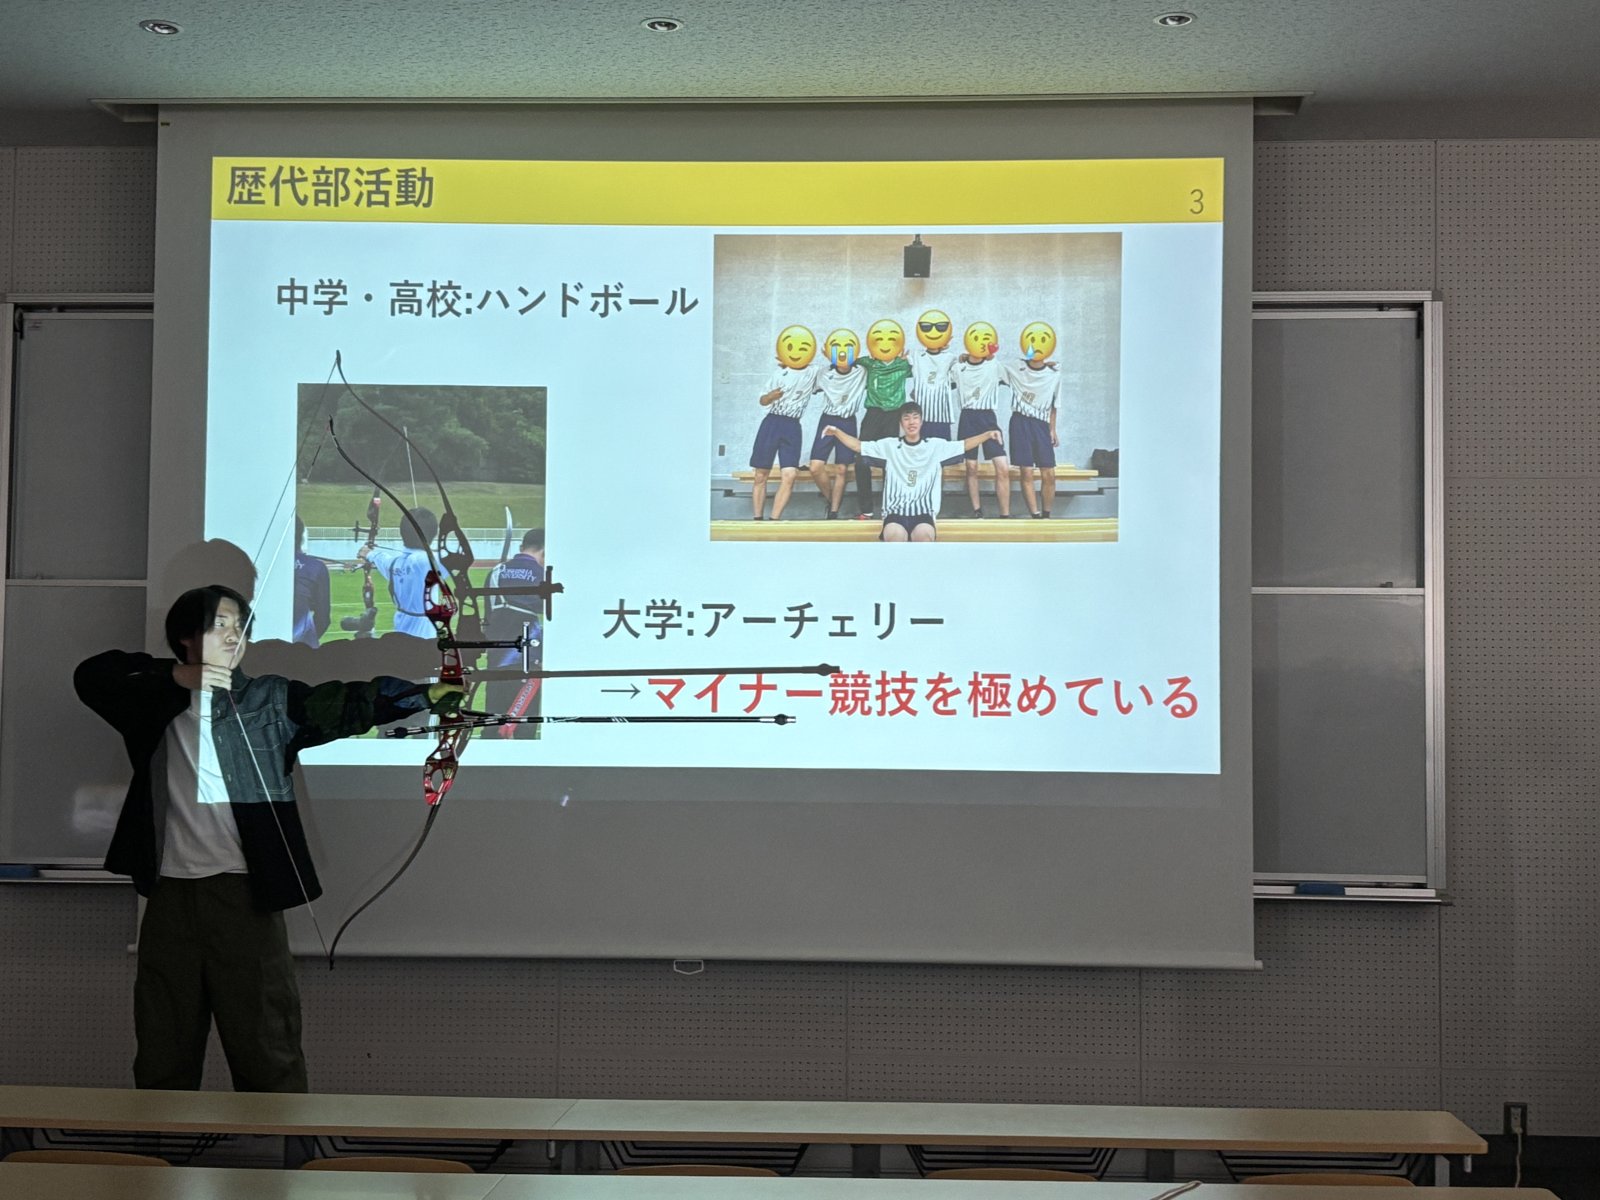 歴代部活動
3
中学・高校:ハンドボール
大学:アーチェリー
→マイナー競技を極めている